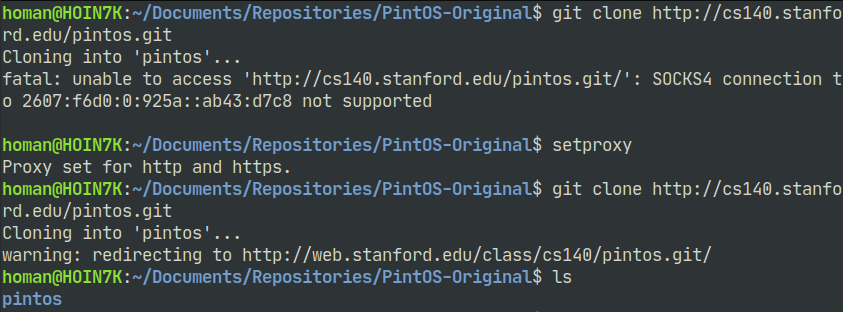 homan@HOIN7K:~/Documents/Repositories/PintOS-Original$ git clone http://cs140.stanfo
rd.edu/pintos.git
Cloning into 'pintos'...
fatal: unable to access 'http://cs140.stanford.edu/pintos.git/': SOCKS4 connection t
o 2607:f6d0:0:925a::ab43:d7c8 not supported
homan@HOIN7K:~/Documents/Repositories/PintOS-Original$ setproxy
Proxy set for http and https.
homan@HOIN7K:~/Documents/Repositories/PintOS-Original$ git clone http://cs140.stanfo
rd.edu/pintos.git
Cloning into 'pintos'...
warning: redirecting to http://web.stanford.edu/class/cs140/pintos.git/
homan@HOIN7K:~/Documents/Repositories/PintOS-Original$ ls
pintos